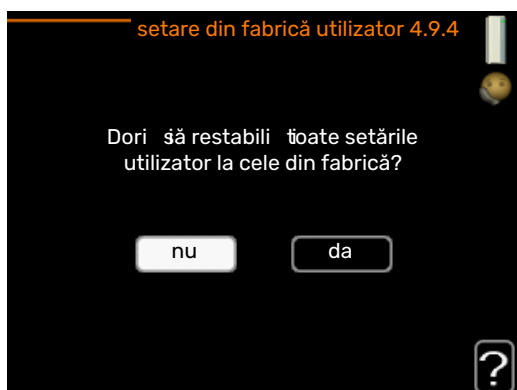 setare din fabrică utilizator 4.9.4
Dori să restabili toate setările
utilizator la cele din fabrică?
nu
da
?